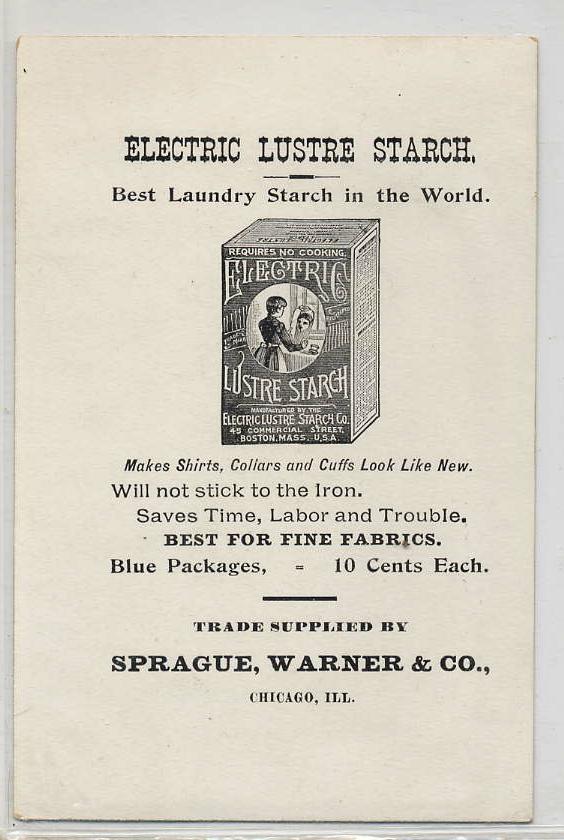 ELECTRIC LUSTRE STARCH.
Best Laundry Starch in the World.
REQUIRES NO COOKING.
ELECTRIC
LUSTRE STARCH
MANUFACTURED BY THE
ELECTRIC LUSTRE STARCH CO.
45 COMMERCIAL STREET,
BOSTON, MASS. U.S.A.
Makes Shirts, Collars and Cuffs Look Like New.
Will not stick to the Iron.
Saves Time, Labor and Trouble.
BEST FOR FINE FABRICS.
Blue Packages, = 10 Cents Each.
TRADE SUPPLIED BY
SPRAGUE, WARNER & CO.,
CHICAGO, ILL.